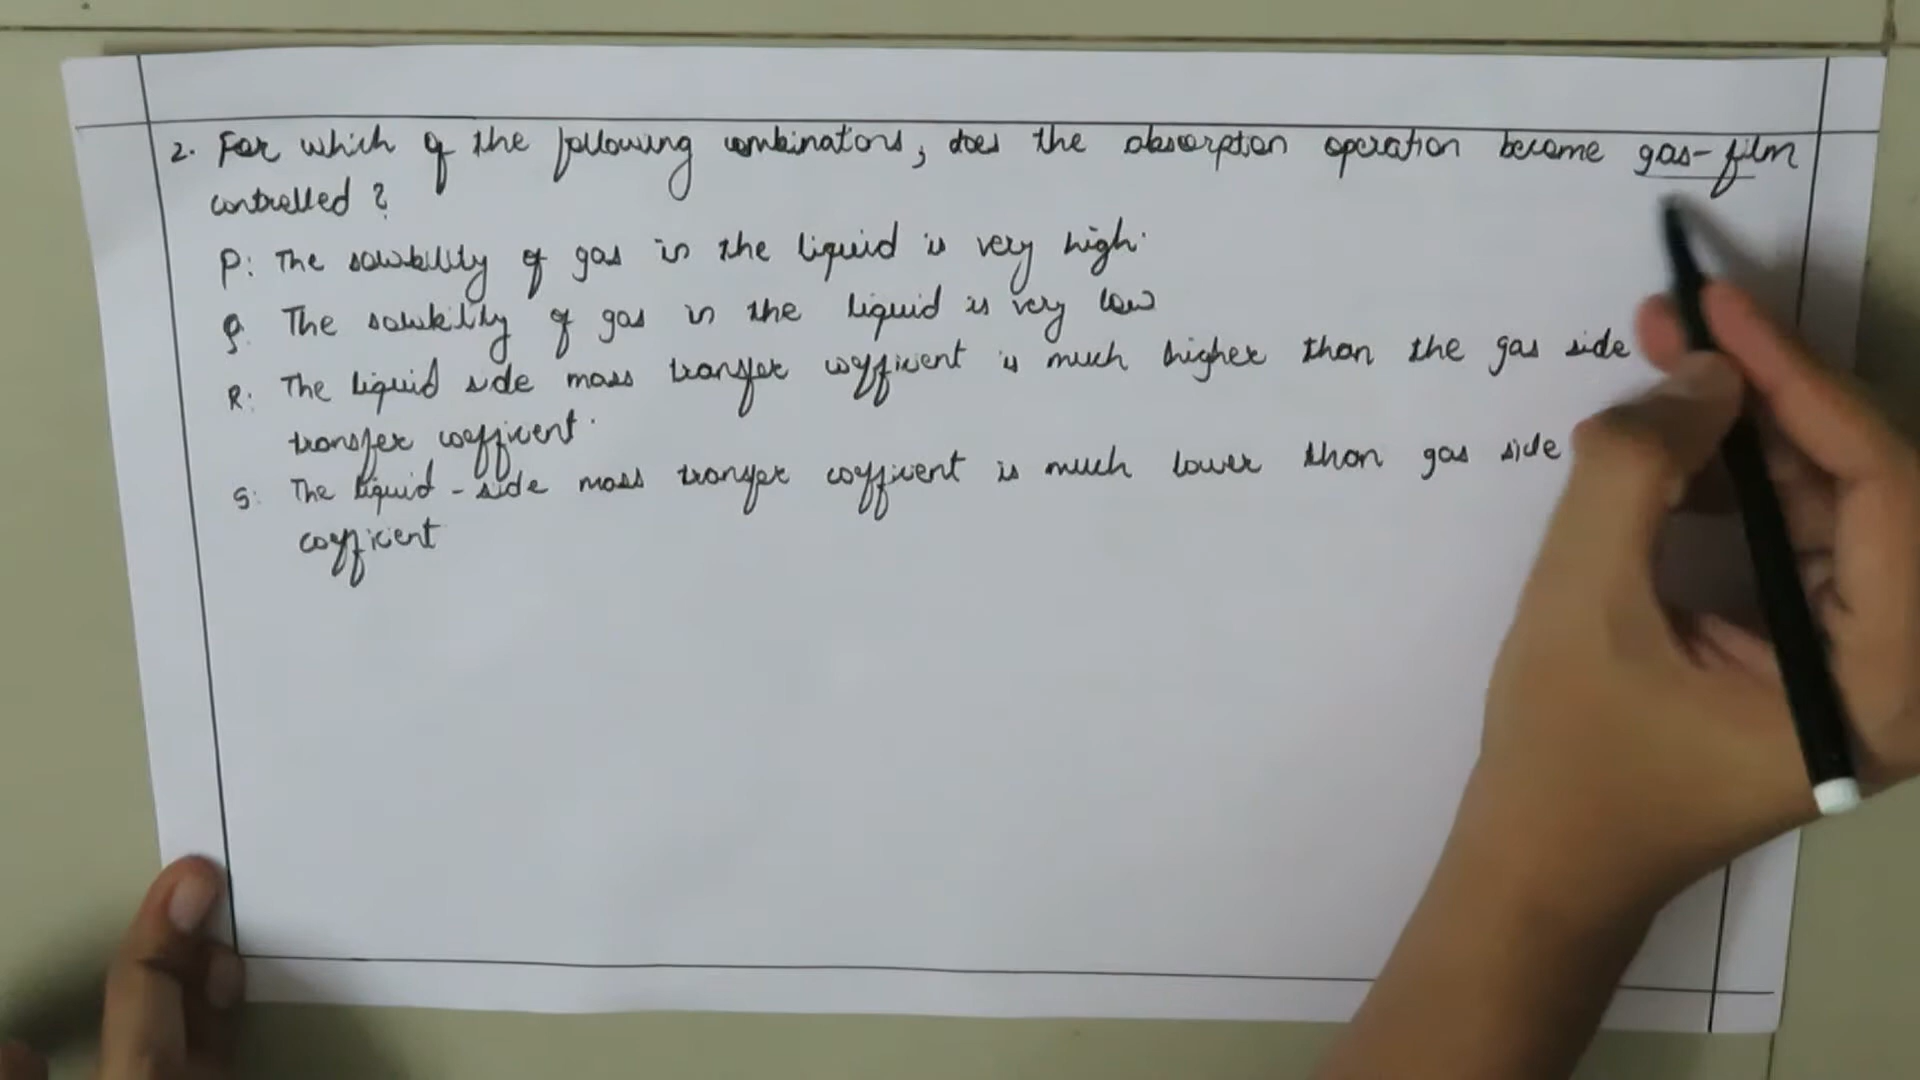 2. For which of the following combinations, does the absorption operation become gas-film
controlled ?
P: The solubility of gas in the liquid is very high.
Q. The solubility of gas in the liquid is very low
R: The liquid side mass transfer coefficient is much higher than the gas side
transfer coefficient.
S: The liquid - side mass transfer coefficient is much lower than gas side
coefficient